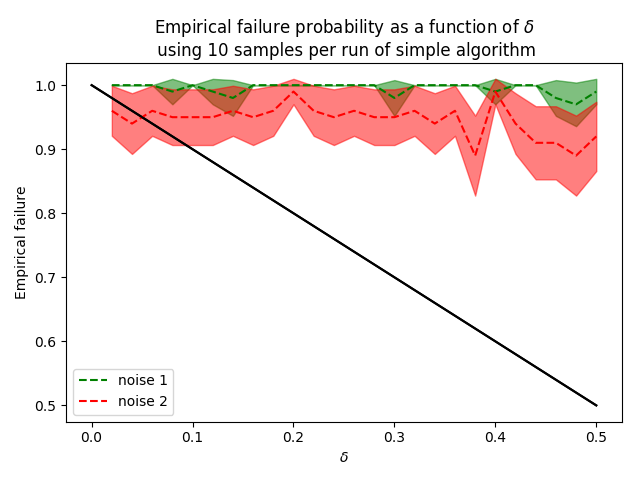 Empirical failure probability as a function of δ
using 10 samples per run of simple algorithm
Empirical failure
1.0
0.9
0.8
0.7
0.6
0.5
noise 1
noise 2
0.0 0.1 0.2 0.3 0.4 0.5
δ